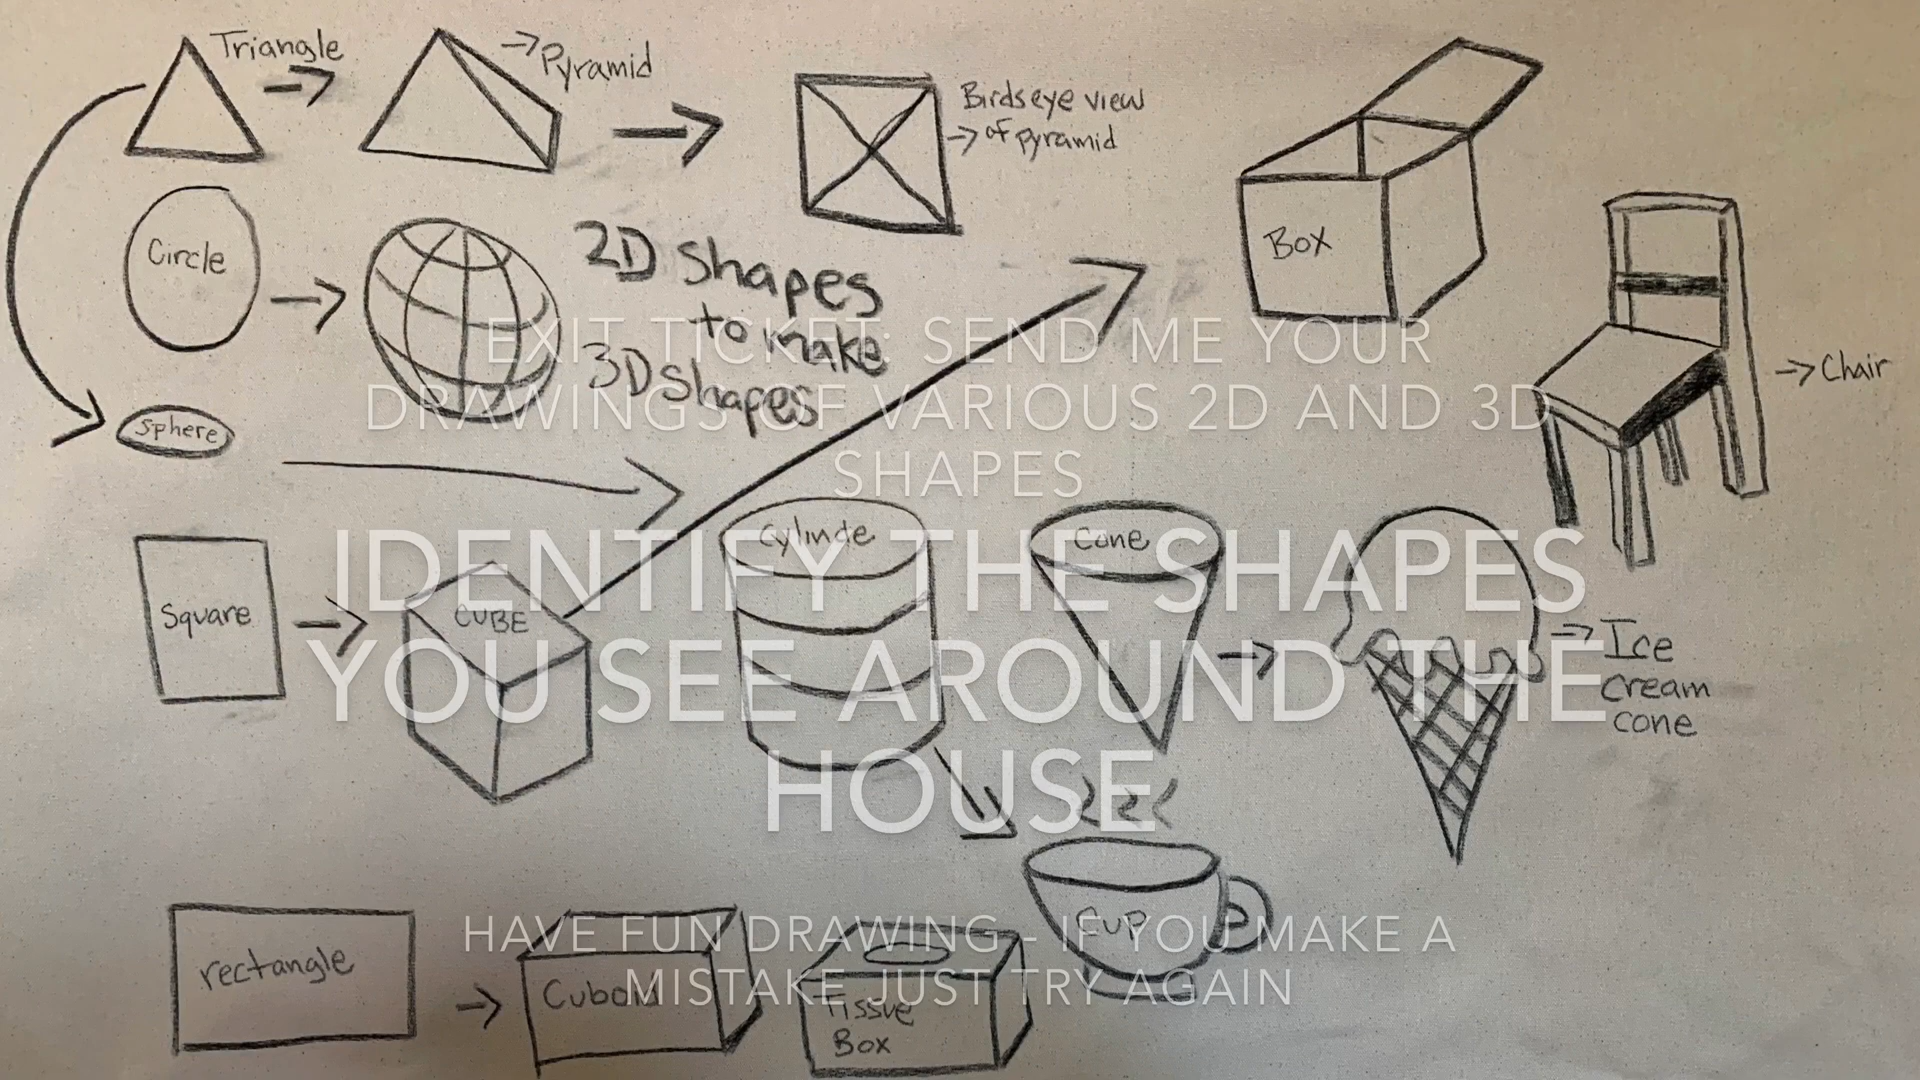 Triangle
Pyramid
Birdseye view
of pyramid
Box
Circle
2D shapes
to make
3D shapes
Chair
EXIT TICKET: SEND ME YOUR
DRAWINGS OF VARIOUS 2D AND 3D
SHAPES
Sphere
Square
CUBE
Cylinde
Cone
Ice
cream
cone
IDENTIFY THE SHAPES
YOU SEE AROUND THE
HOUSE
Cup
rectangle
Cuboid
Tissue
Box
HAVE FUN DRAWING - IF YOU MAKE A
MISTAKE JUST TRY AGAIN